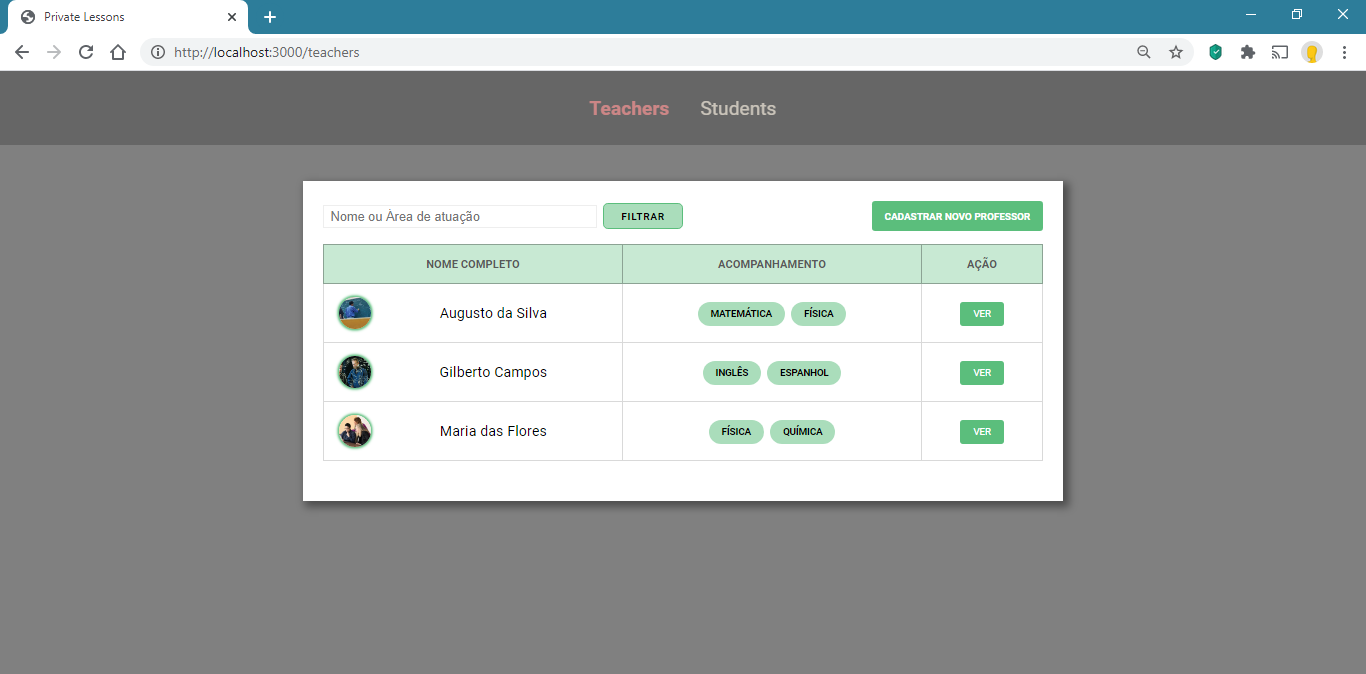 Private Lessons
http://localhost:3000/teachers
Teachers Students
Nome ou Área de atuação FILTRAR CADASTRAR NOVO PROFESSOR
NOME COMPLETO ACOMPANHAMENTO AÇÃO
Augusto da Silva MATEMÁTICA FÍSICA VER
Gilberto Campos INGLÊS ESPANHOL VER
Maria das Flores FÍSICA QUÍMICA VER